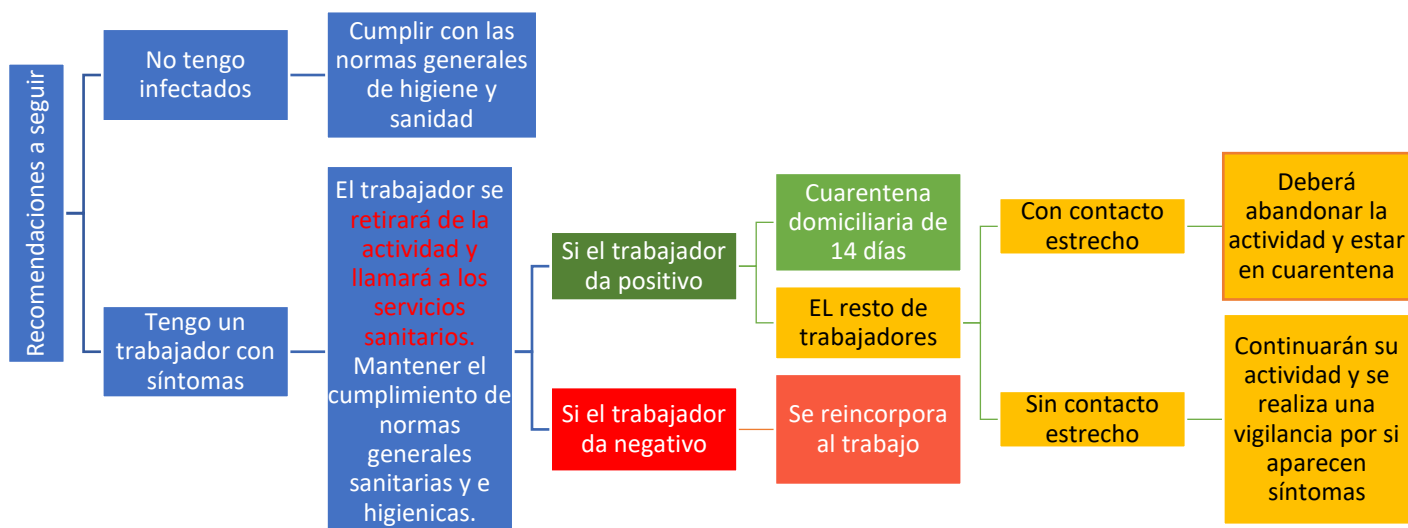 Recomendaciones a seguir
No tengo
infectados
Cumplir con las
normas generales
de higiene y
sanidad
Tengo un
trabajador con
síntomas
El trabajador se
retirará de la
actividad y
llamará a los
servicios
sanitarios.
Mantener el
cumplimiento de
normas
generales
sanitarias y e
higienicas.
Si el trabajador
da positivo
Cuarentena
domiciliaria de
14 días
EL resto de
trabajadores
Con contacto
estrecho
Deberá
abandonar la
actividad y estar
en cuarentena
Sin contacto
estrecho
Continuarán su
actividad y se
realiza una
vigilancia por si
aparecen
síntomas
Si el trabajador
da negativo
Se reincorpora
al trabajo